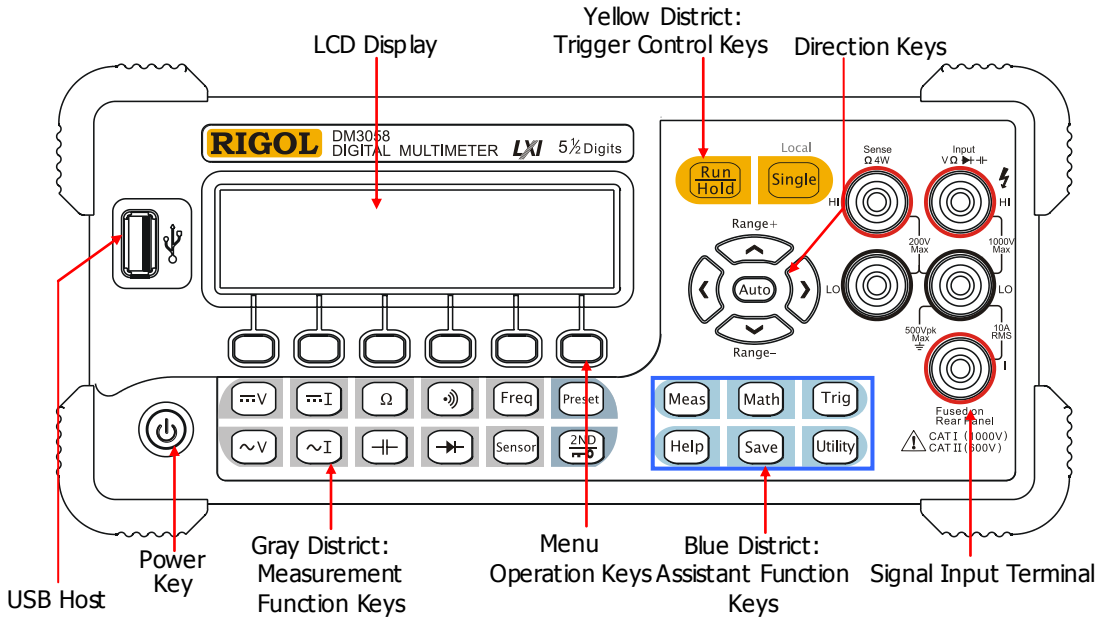 Yellow District:
Trigger Control Keys
LCD Display
Direction Keys
RIGOL
DM3058
DIGITAL MULTIMETER
LXI
5½Digits
Local
Run
Hold
Single
Sense
Ω 4W
Input
V Ω
HI
HI
Range+
200V
Max
1000V
Max
Auto
LO
LO
Range−
500Vpk
Max
10A
RMS
I
V
I
Ω
Freq
Preset
Meas
Math
Trig
Fused on
Rear Panel
CAT I (1000V)
CAT II (600V)
∼V
∼I
Sensor
2ND
Help
Save
Utility
USB Host
Power
Key
Gray District:
Measurement
Function Keys
Menu
Operation Keys
Blue District:
Assistant Function
Keys
Signal Input Terminal